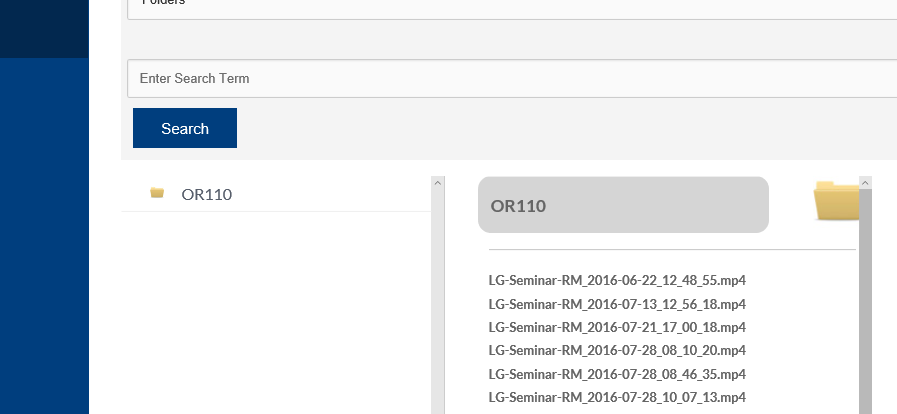 Folders
Enter Search Term
Search
OR110
OR110
LG-Seminar-RM_2016-06-22_12_48_55.mp4
LG-Seminar-RM_2016-07-13_12_56_18.mp4
LG-Seminar-RM_2016-07-21_17_00_18.mp4
LG-Seminar-RM_2016-07-28_08_10_20.mp4
LG-Seminar-RM_2016-07-28_08_46_35.mp4
LG-Seminar-RM_2016-07-28_10_07_13.mp4